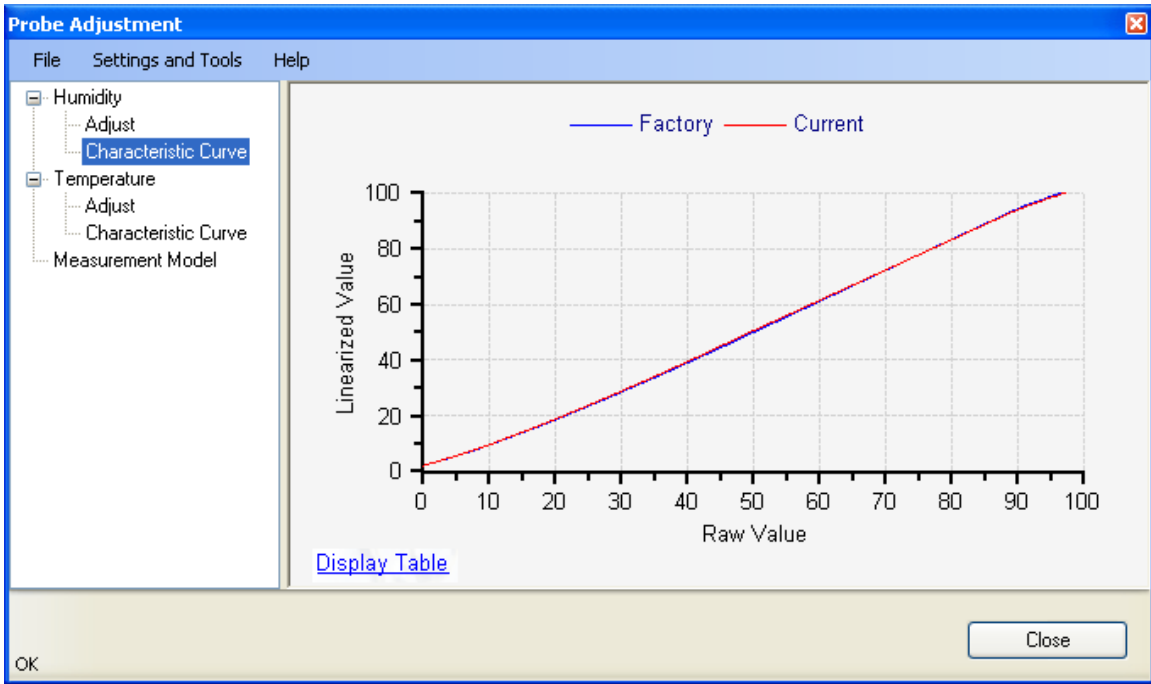 Probe Adjustment
File Settings and Tools Help
Humidity
Adjust
Characteristic Curve
Temperature
Adjust
Characteristic Curve
Measurement Model
Factory Current
100
80
60
40
20
0
Linearized Value
0 10 20 30 40 50 60 70 80 90 100
Raw Value
Display Table
Close
OK